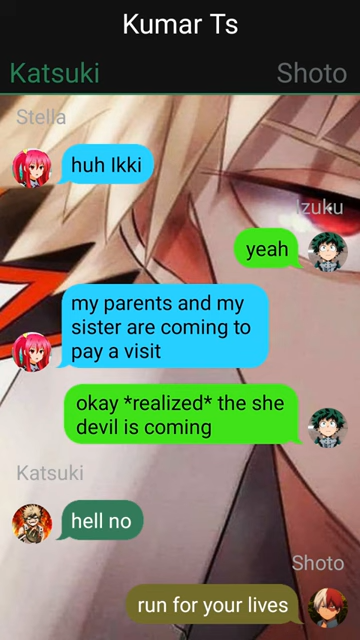 Kumar Ts
Katsuki Shoto
Stella
huh Ikki
Izuku
yeah
my parents and my
sister are coming to
pay a visit
okay *realized* the she
devil is coming
Katsuki
hell no
Shoto
run for your lives